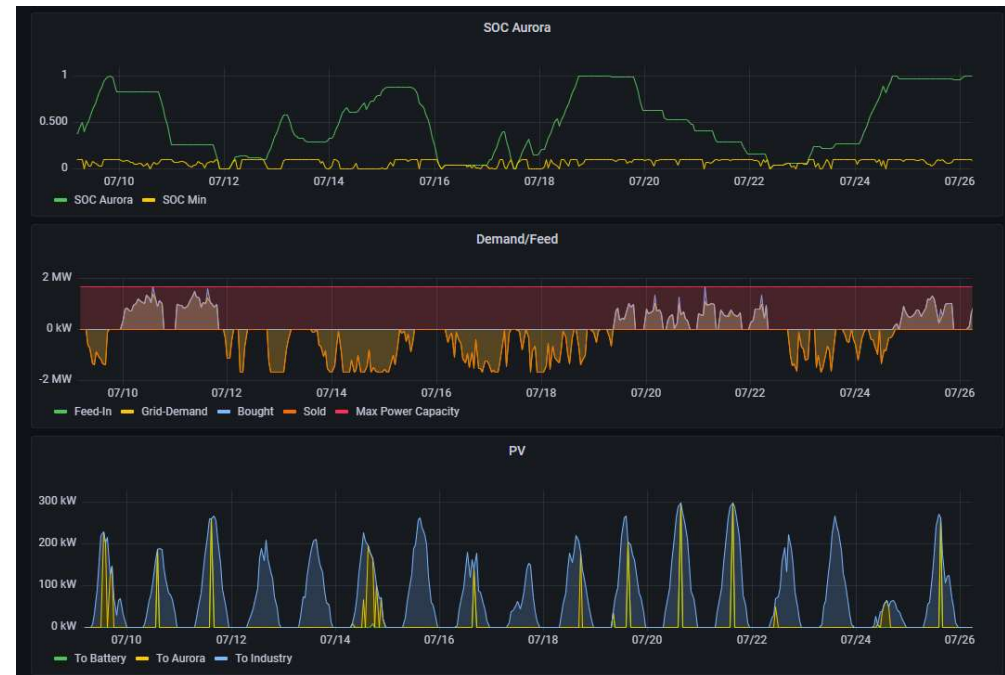 SOC Aurora
1
0.500
0
07/10 07/12 07/14 07/16 07/18 07/20 07/22 07/24 07/26
SOC Aurora SOC Min
Demand/Feed
2 MW
0 kW
-2 MW
07/10 07/12 07/14 07/16 07/18 07/20 07/22 07/24 07/26
Feed-In Grid-Demand Bought Sold Max Power Capacity
PV
300 kW
200 kW
100 kW
0 kW
07/10 07/12 07/14 07/16 07/18 07/20 07/22 07/24 07/26
To Battery To Aurora To Industry